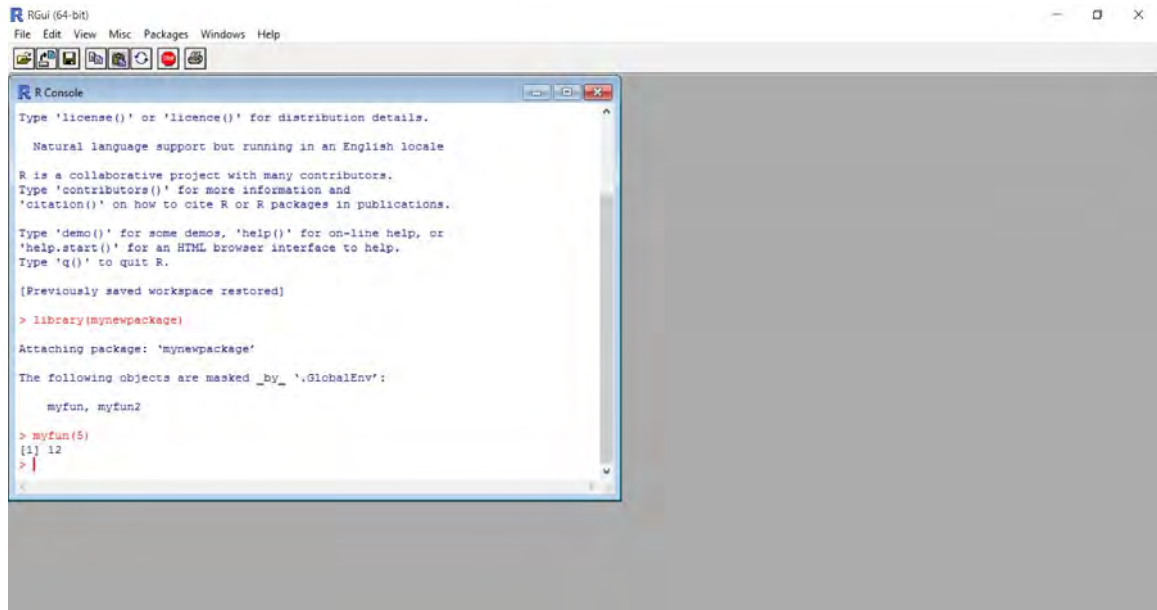 RGui (64-bit)
File Edit View Misc Packages Windows Help
STOP
R Console
Type 'license()' or 'licence()' for distribution details.
Natural language support but running in an English locale
R is a collaborative project with many contributors.
Type 'contributors()' for more information and
'citation()' on how to cite R or R packages in publications.
Type 'demo()' for some demos, 'help()' for on-line help, or
'help.start()' for an HTML browser interface to help.
Type 'q()' to quit R.
[Previously saved workspace restored]
> library(mynewpackage)
Attaching package: ‘mynewpackage’
The following objects are masked _by_ ‘.GlobalEnv’:
myfun, myfun2
> myfun(5)
[1] 12
>